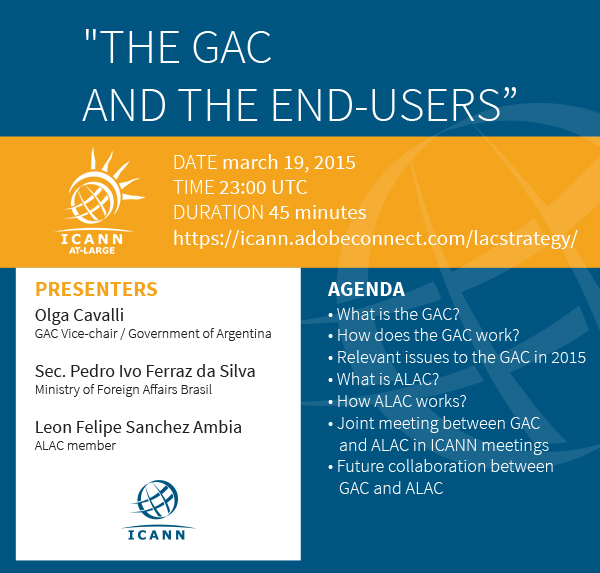 "THE GAC
AND THE END-USERS”
ICANN
AT-LARGE
DATE march 19, 2015
TIME 23:00 UTC
DURATION 45 minutes
https://icann.adobeconnect.com/lacstrategy/
PRESENTERS
Olga Cavalli
GAC Vice-chair / Government of Argentina
Sec. Pedro Ivo Ferraz da Silva
Ministry of Foreign Affairs Brasil
Leon Felipe Sanchez Ambia
ALAC member
ICANN
AGENDA
• What is the GAC?
• How does the GAC work?
• Relevant issues to the GAC in 2015
• What is ALAC?
• How ALAC works?
• Joint meeting between GAC
and ALAC in ICANN meetings
• Future collaboration between
GAC and ALAC